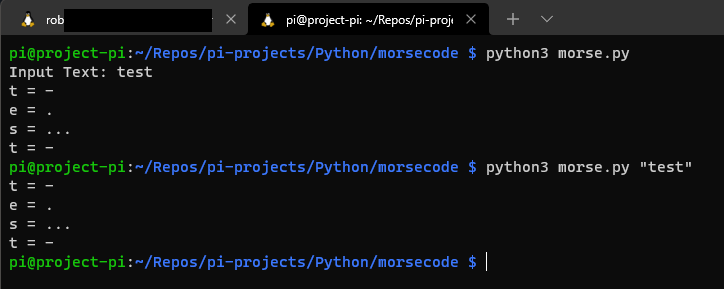 rob
pi@project-pi: ~/Repos/pi-proje
pi@project-pi:~/Repos/pi-projects/Python/morsecode $ python3 morse.py
Input Text: test
t = -
e = .
s = ...
t = -
pi@project-pi:~/Repos/pi-projects/Python/morsecode $ python3 morse.py "test"
t = -
e = .
s = ...
t = -
pi@project-pi:~/Repos/pi-projects/Python/morsecode $